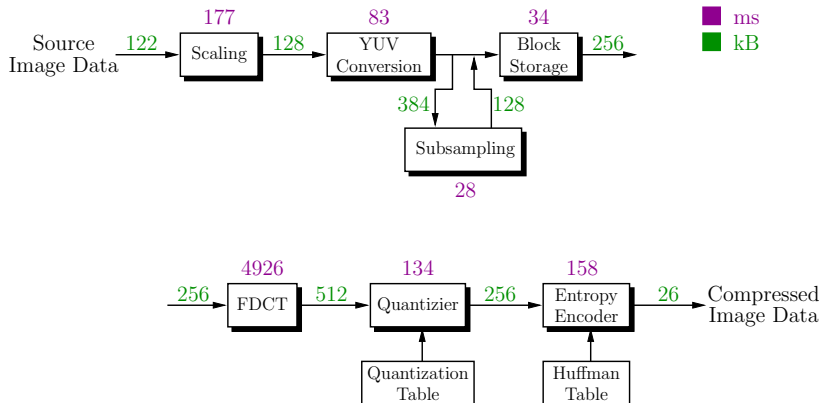 177
83
34
ms
kB
Source
Image Data
122
Scaling
128
YUV
Conversion
Block
Storage
256
384
128
Subsampling
28
4926
134
158
256
FDCT
512
Quantizier
256
Entropy
Encoder
26
Compressed
Image Data
Quantization
Table
Huffman
Table